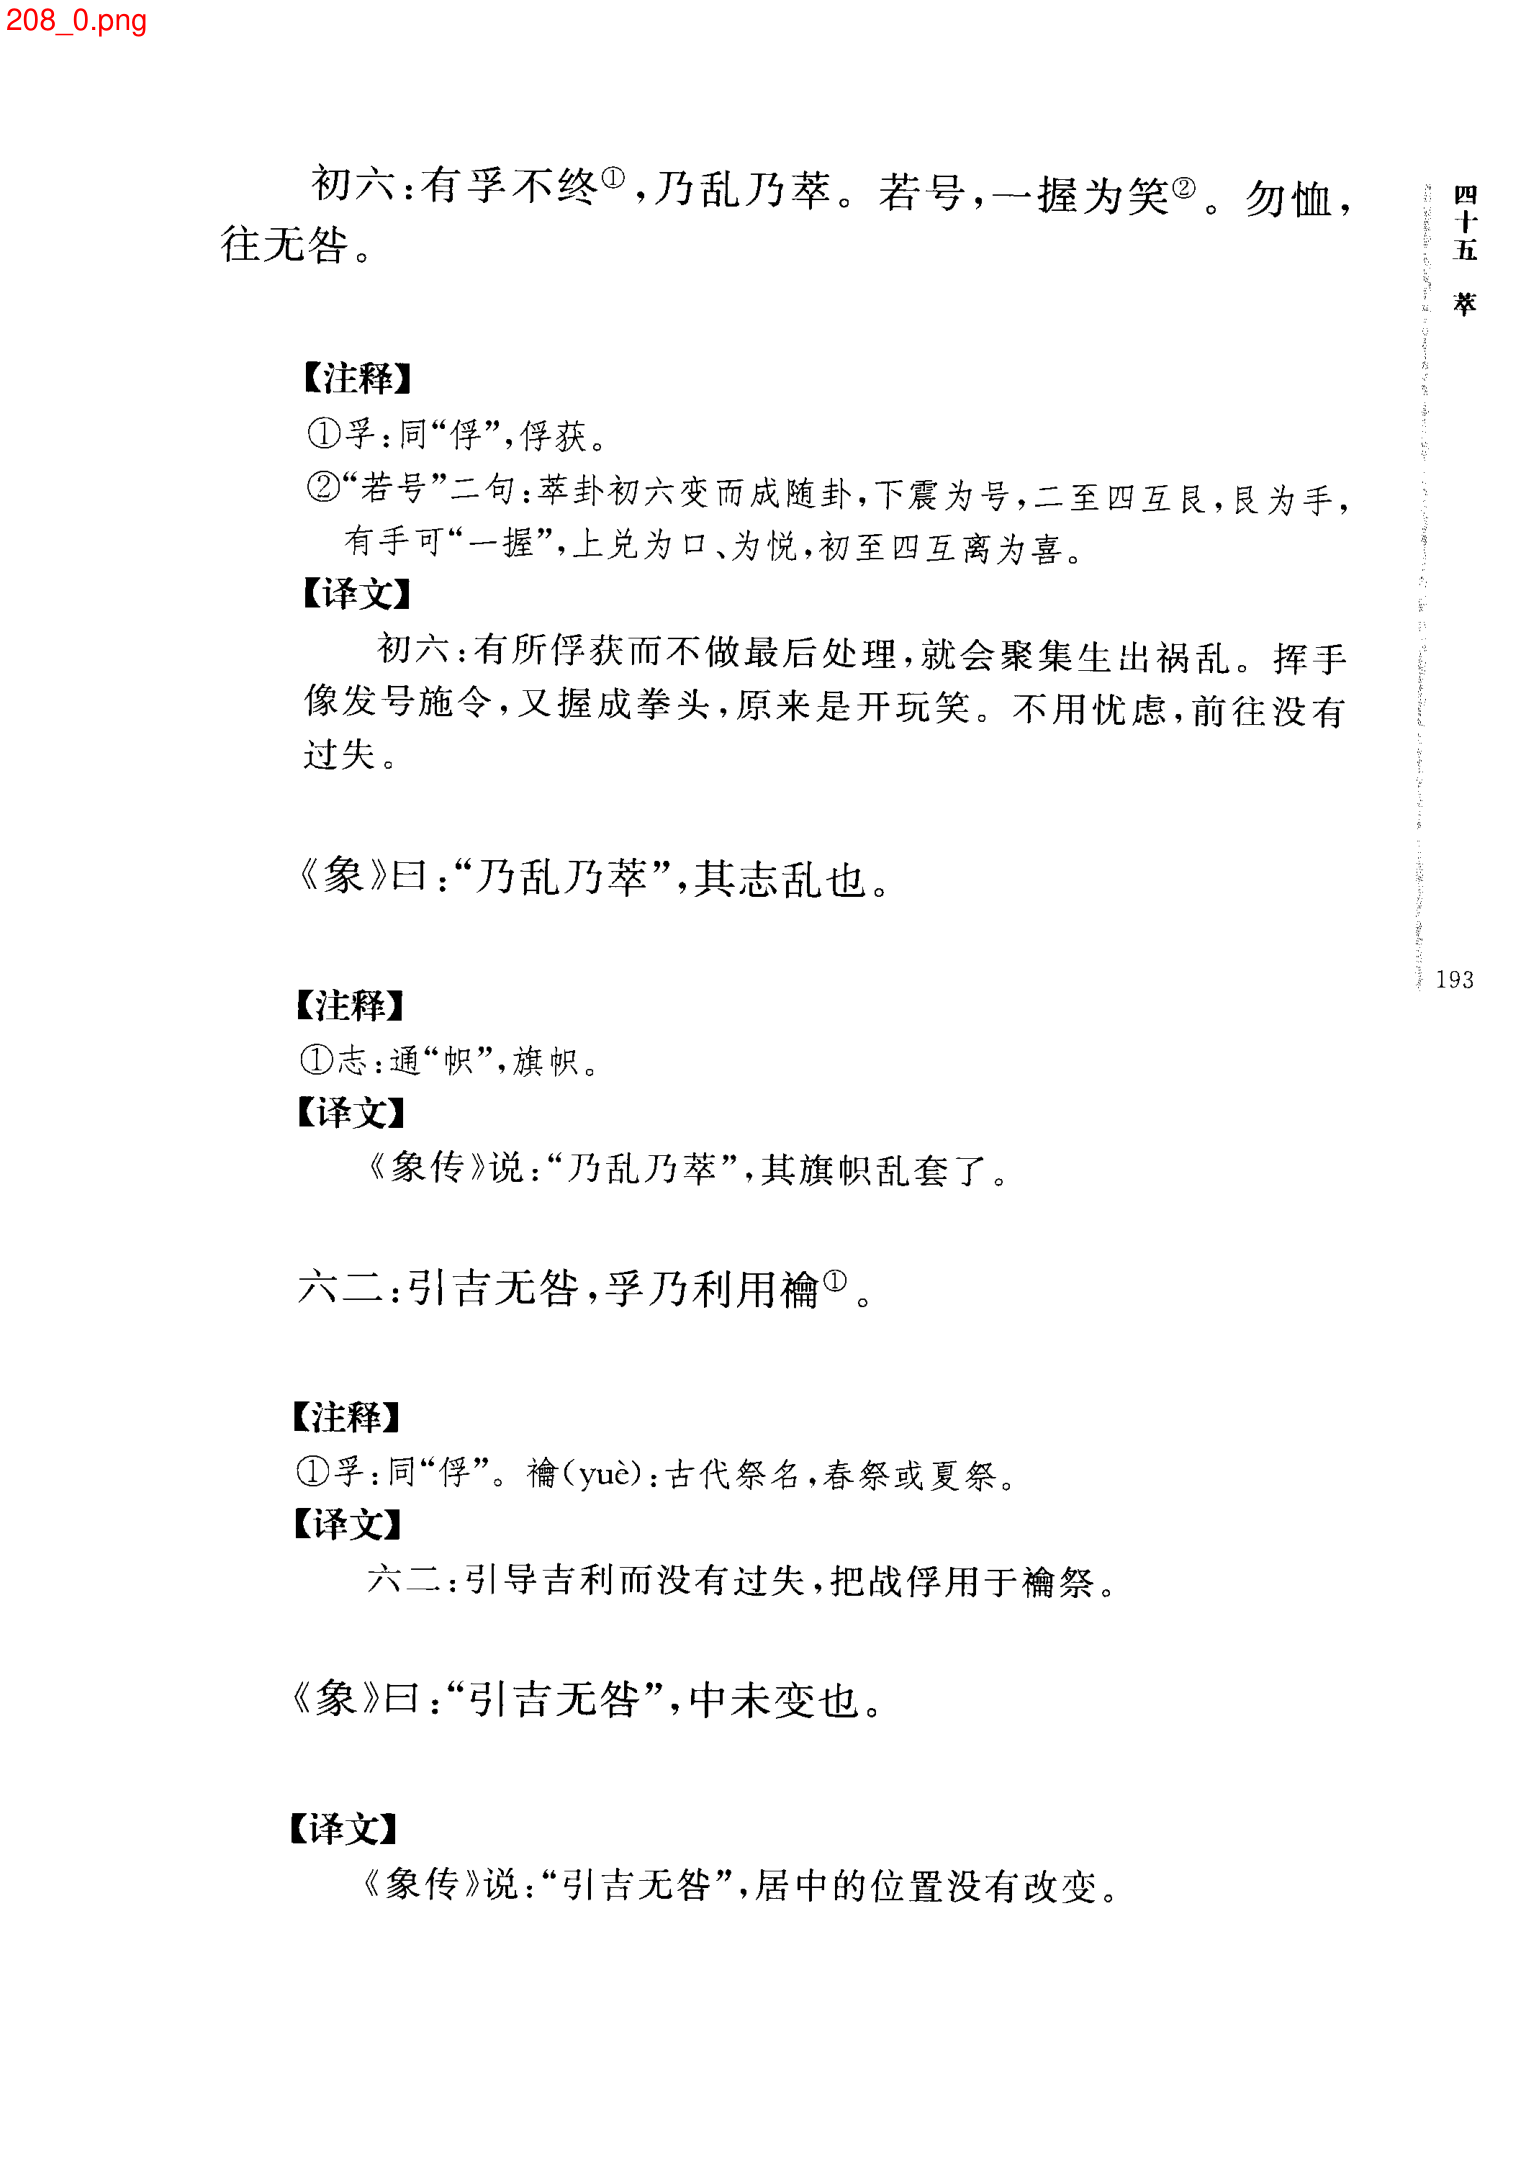 208_0.png
初六:有孚不终①,乃乱乃萃。若号,一握为笑②。勿恤,
往无咎。
【注释】
①孚:同“俘”,俘获。
②“若号”二句:萃卦初六变而成随卦,下震为号,二至四互艮,艮为手,
有手可“一握”,上兑为口、为悦,初至四互离为喜。
【译文】
初六:有所俘获而不做最后处理,就会聚集生出祸乱。挥手
像发号施令,又握成拳头,原来是开玩笑。不用忧虑,前往没有
过失。
《象》曰:“乃乱乃萃”,其志乱也。
【注释】
①志:通“帜”,旗帜。
【译文】
《象传》说:“乃乱乃萃”,其旗帜乱套了。
六二:引吉无咎,孚乃利用禴①。
【注释】
①孚:同“俘”。禴(yuè):古代祭名,春祭或夏祭。
【译文】
六二:引导吉利而没有过失,把战俘用于禴祭。
《象》曰:“引吉无咎”,中未变也。
【译文】
《象传》说:“引吉无咎”,居中的位置没有改变。
四十五 萃
193